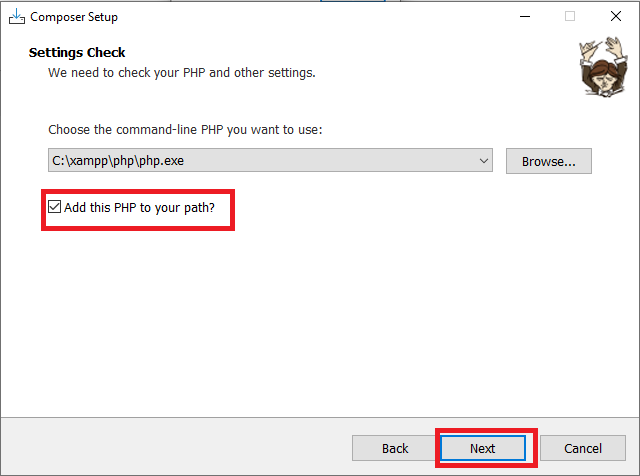 Composer Setup
Settings Check
We need to check your PHP and other settings.
Choose the command-line PHP you want to use:
C:\xampp\php\php.exe
Browse...
Add this PHP to your path?
Back
Next
Cancel